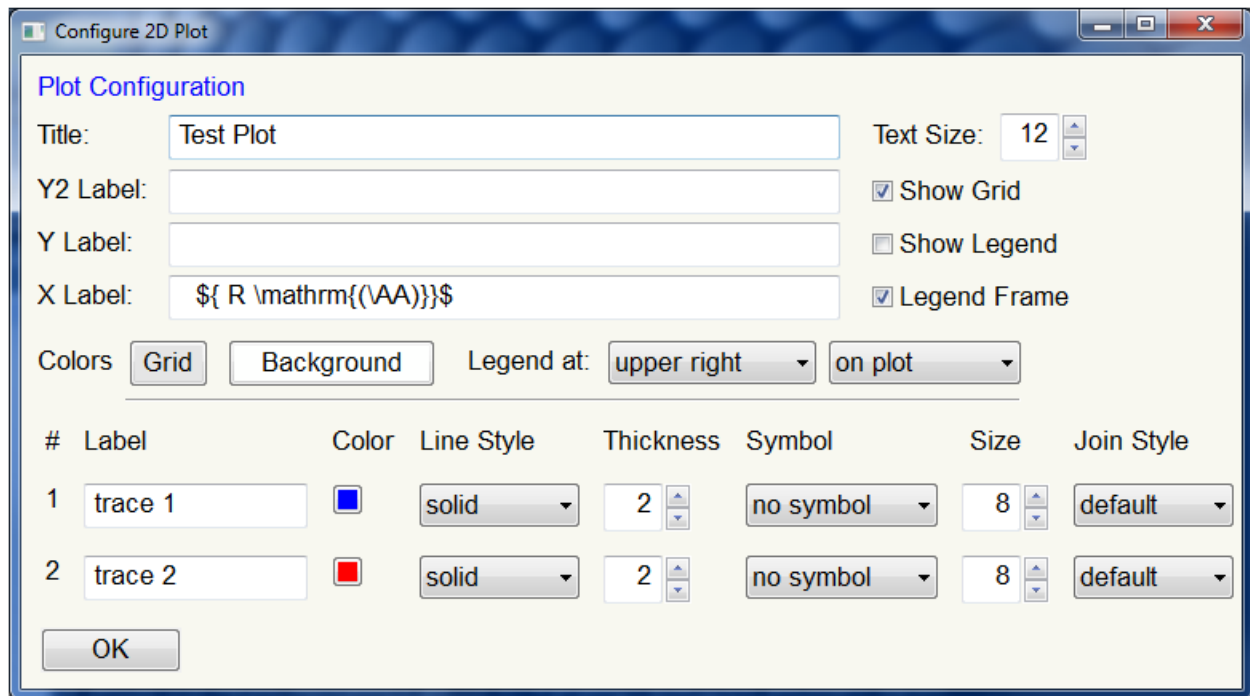 Configure 2D Plot
Plot Configuration
Title: Test Plot Text Size: 12
Y2 Label: Show Grid
Y Label: Show Legend
X Label: ${ R \mathrm{(\AA)}}$ Legend Frame
Colors Grid Background Legend at: upper right on plot
# Label Color Line Style Thickness Symbol Size Join Style
1 trace 1 solid 2 no symbol 8 default
2 trace 2 solid 2 no symbol 8 default
OK